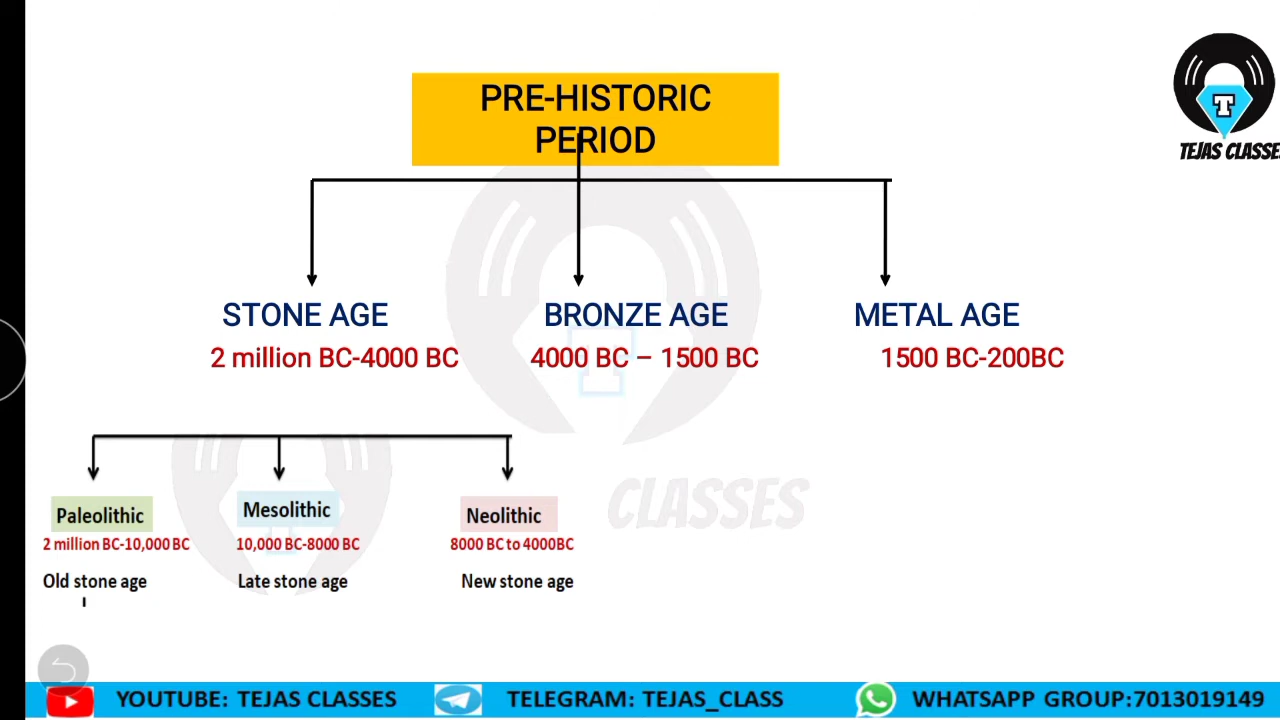 PRE-HISTORIC
PERIOD
T
TEJAS CLASSE
STONE AGE
BRONZE AGE
METAL AGE
2 million BC-4000 BC
4000 BC – 1500 BC
1500 BC-200BC
T
CLASSES
Paleolithic
Mesolithic
Neolithic
2 million BC-10,000 BC
10,000 BC-8000 BC
8000 BC to 4000BC
Old stone age
Late stone age
New stone age
YOUTUBE: TEJAS CLASSES
TELEGRAM: TEJAS_CLASS
WHATSAPP GROUP:7013019149